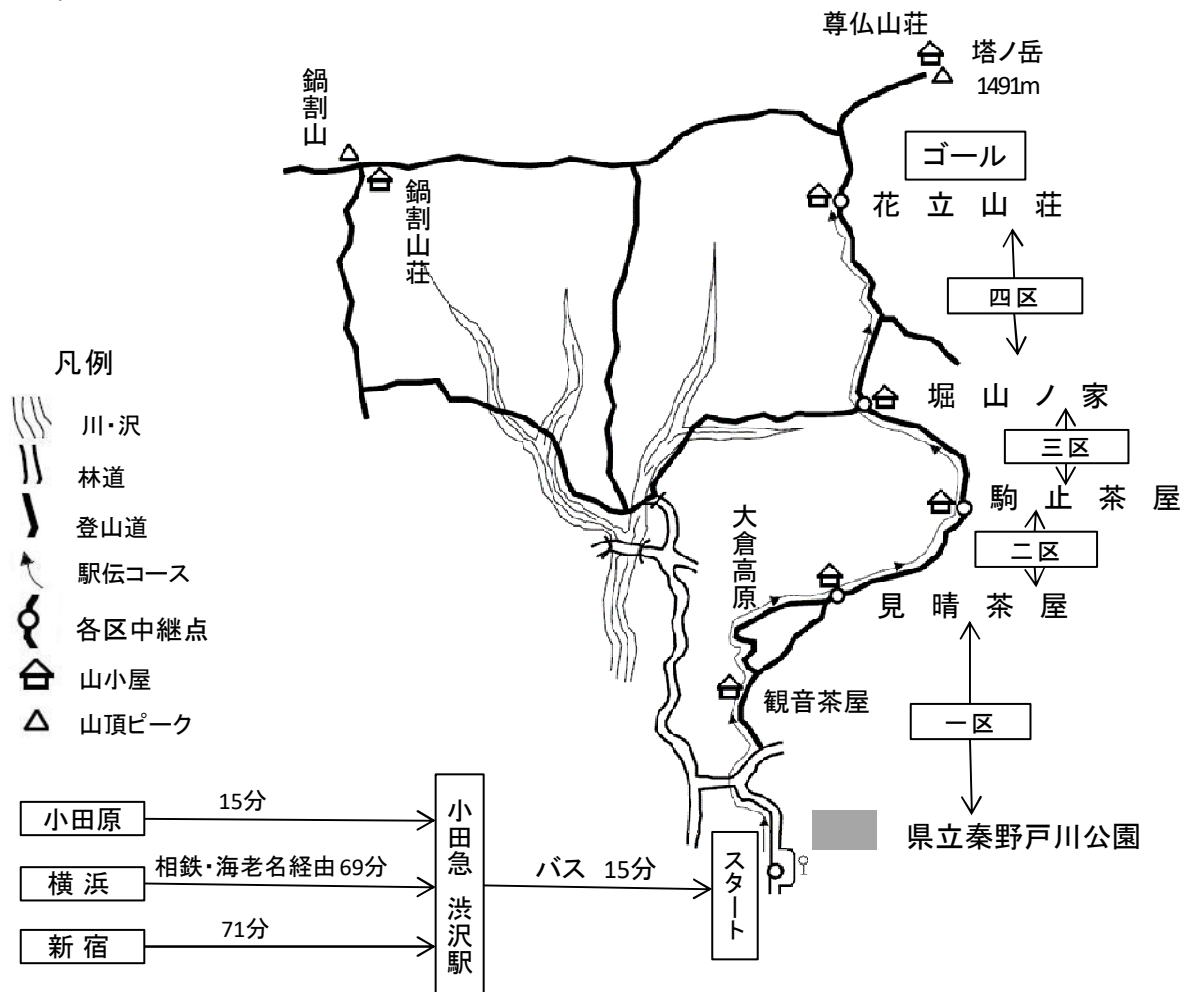 尊仏山荘
塔ノ岳
1491m
鍋割山
鍋割山荘
ゴール
花立山荘
四区
堀山ノ家
三区
駒止茶屋
二区
大倉高原
見晴茶屋
観音茶屋
一区
県立秦野戸川公園
スタート
凡例
川・沢
林道
登山道
駅伝コース
各区中継点
山小屋
山頂ピーク
小田原
15分
横浜
相鉄・海老名経由69分
新宿
71分
小田急 渋沢駅
バス 15分